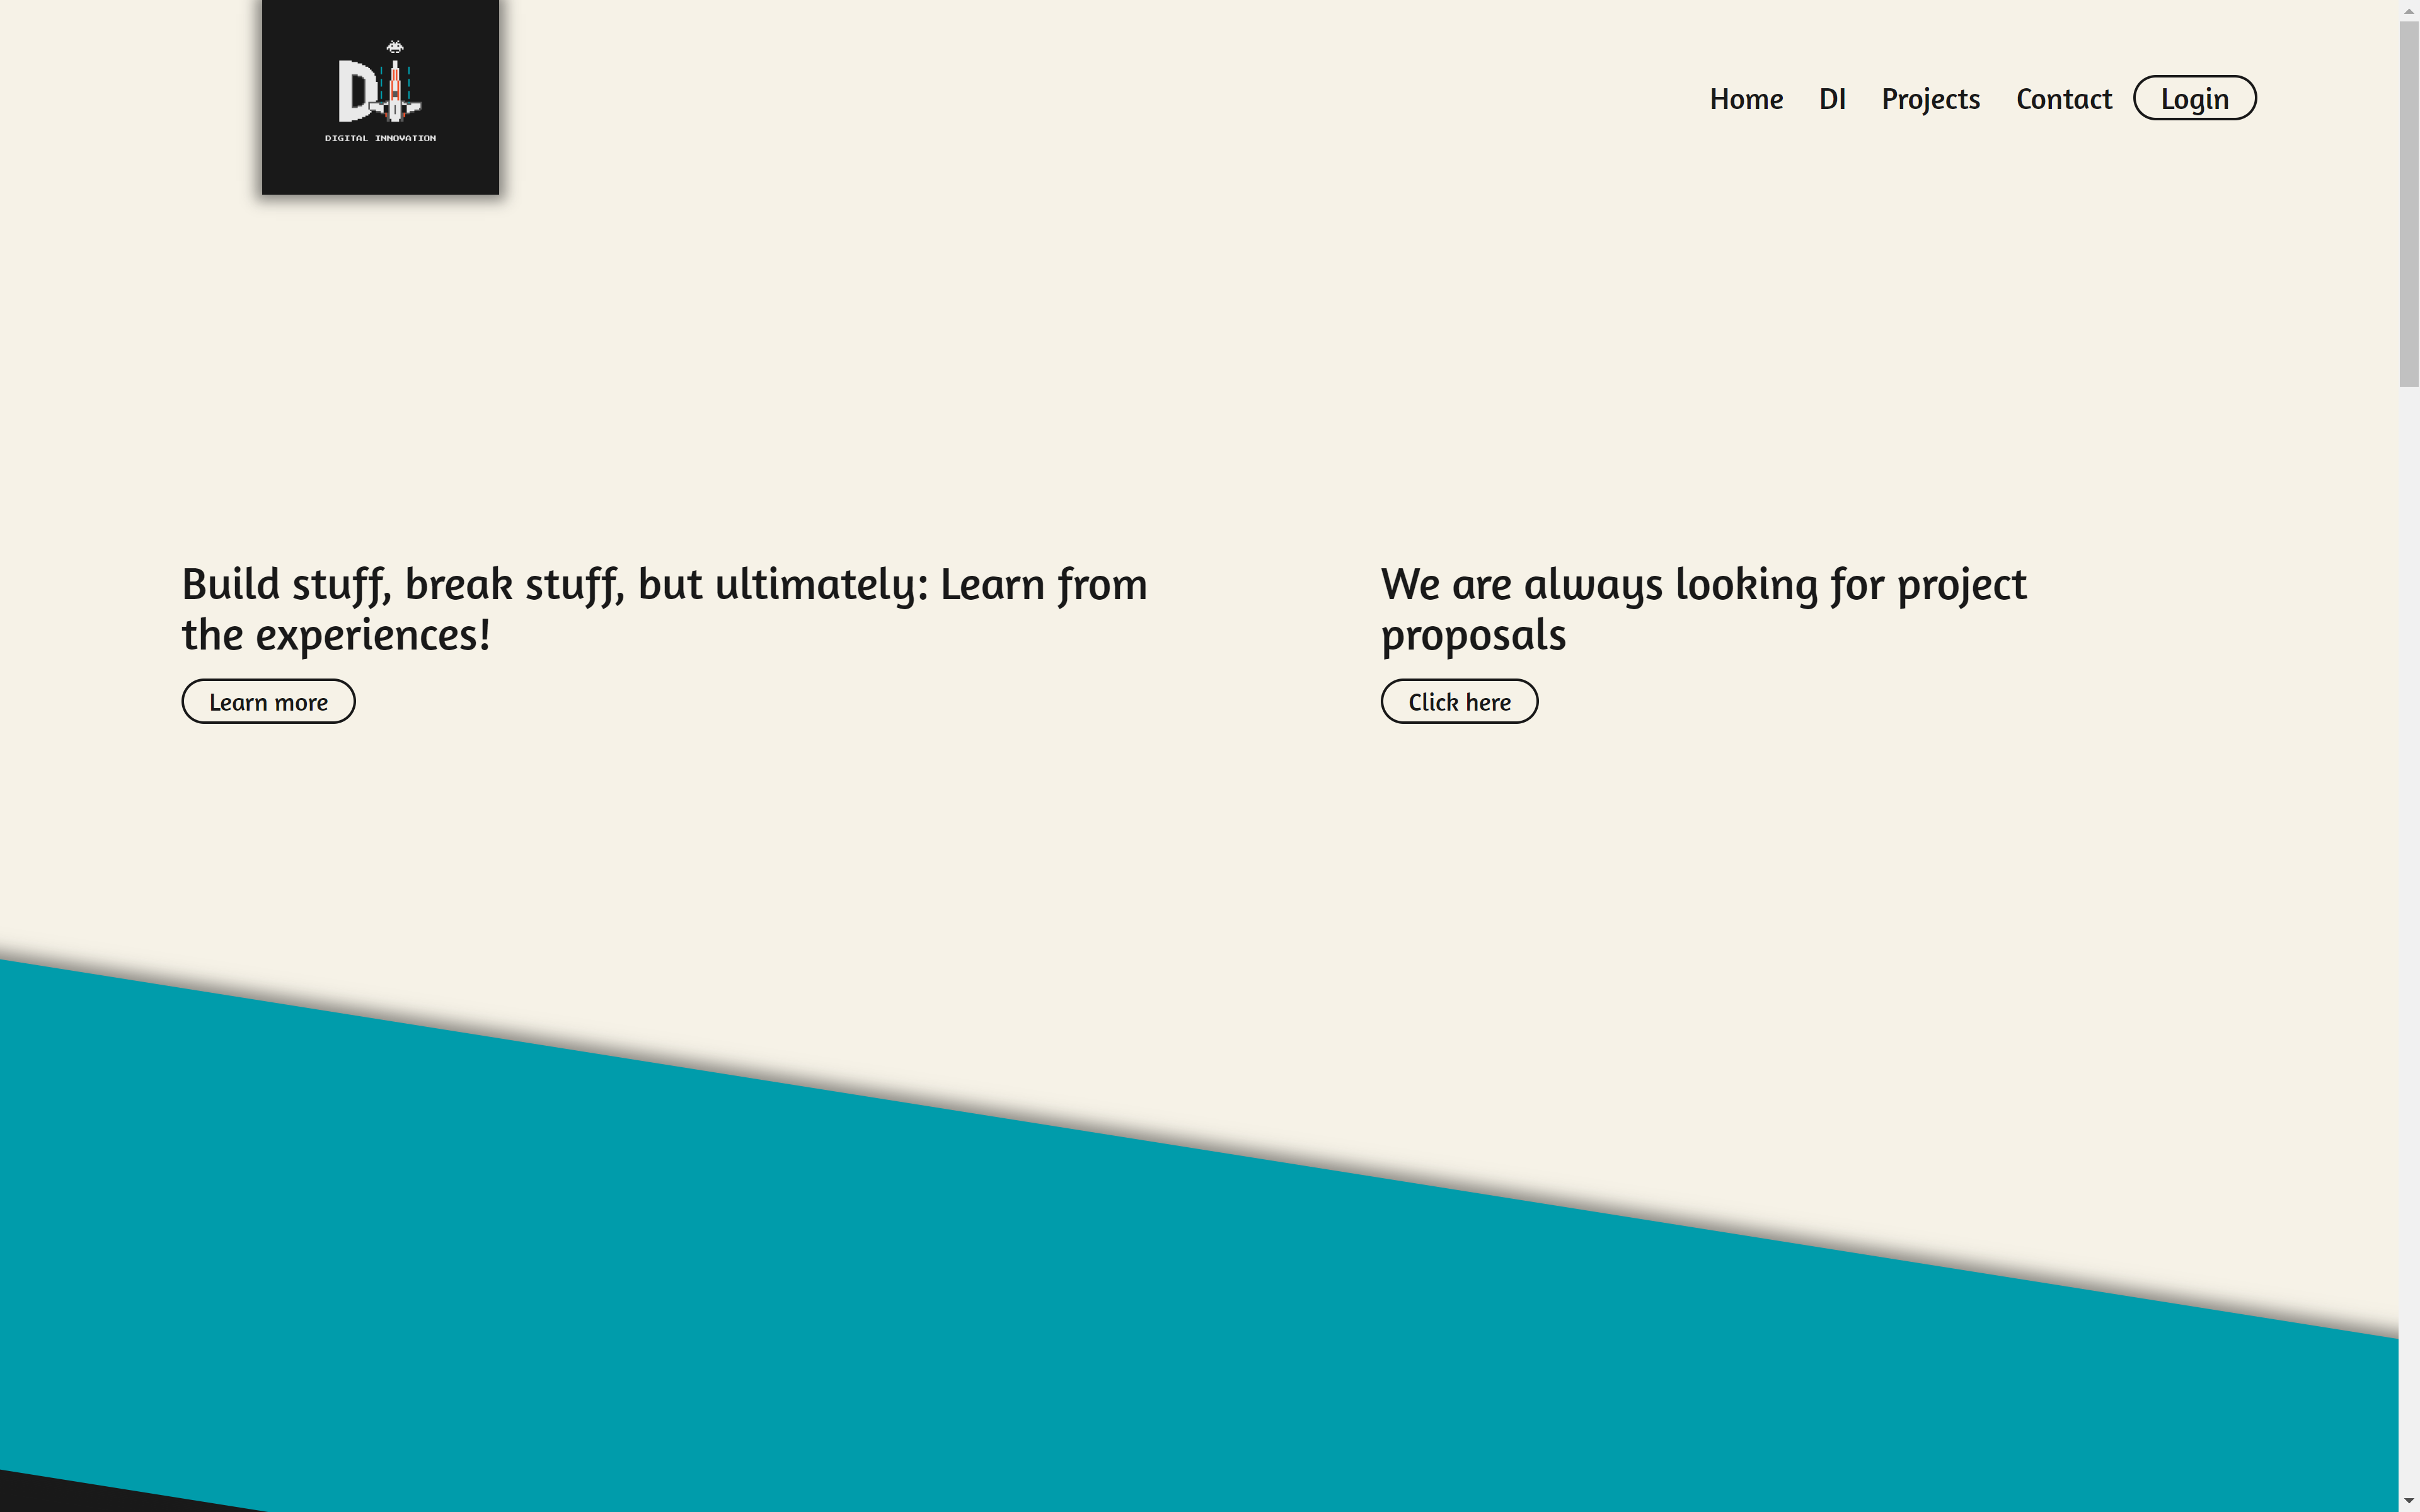 DI
DIGITAL INNOVATION
Home DI Projects Contact Login
Build stuff, break stuff, but ultimately: Learn from
the experiences!
Learn more
We are always looking for project
proposals
Click here